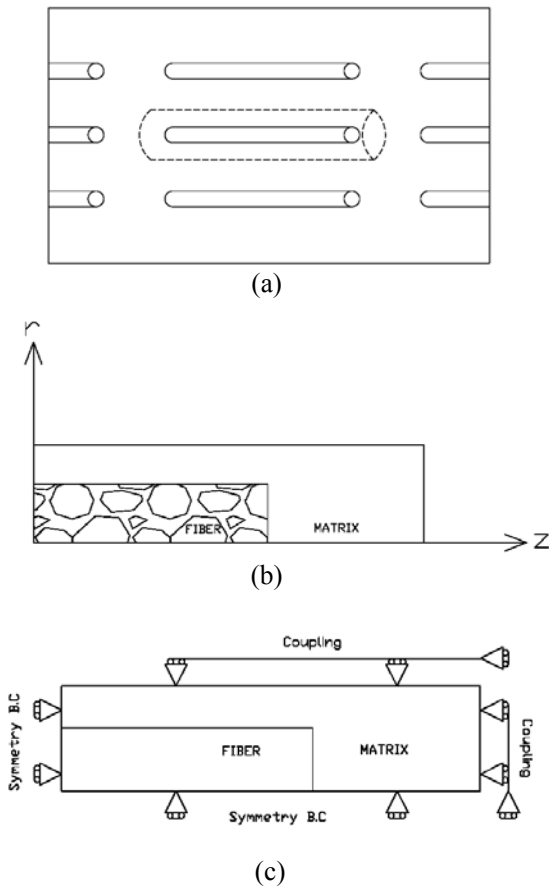 (a)
r
FIBER
MATRIX
z
(b)
Coupling
Symmetry B.C
FIBER
MATRIX
Coupling
Symmetry B.C
(c)